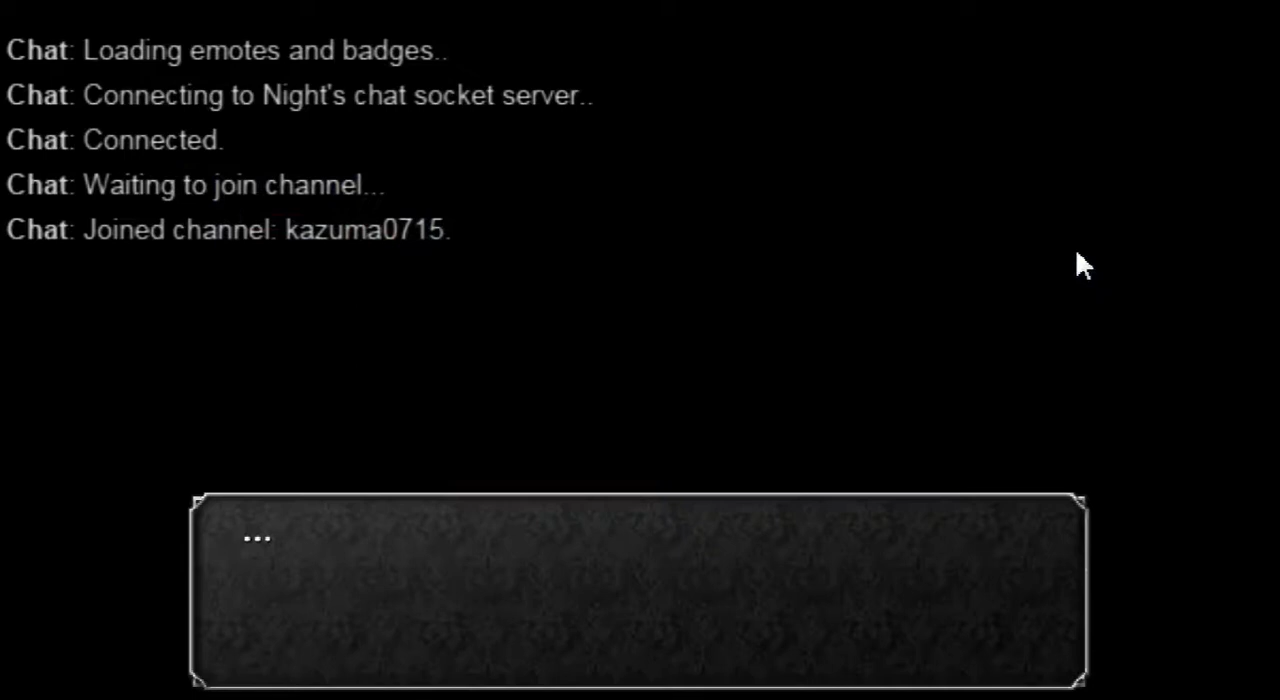 Chat: Loading emotes and badges..
Chat: Connecting to Night's chat socket server..
Chat: Connected.
Chat: Waiting to join channel...
Chat: Joined channel: kazuma0715.
...